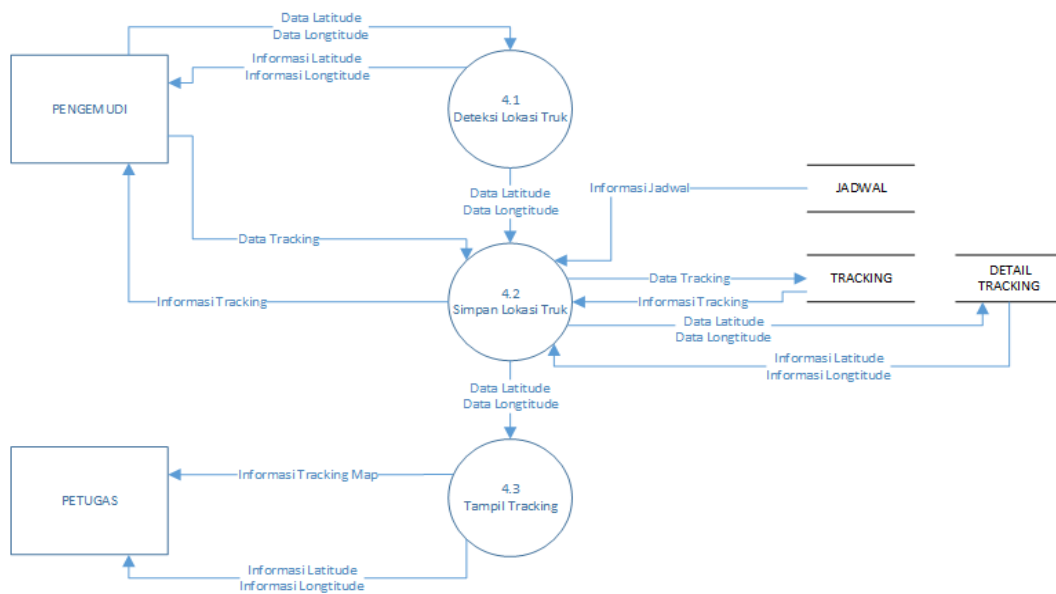 Data Latitude
Data Longtitude
Informasi Latitude
Informasi Longtitude
PENGEMUDI
4.1
Deteksi Lokasi Truk
Data Latitude
Data Longtitude
Informasi Jadwal
JADWAL
Data Tracking
Informasi Tracking
4.2
Simpan Lokasi Truk
Data Tracking
Informasi Tracking
TRACKING
DETAIL
TRACKING
Data Latitude
Data Longtitude
Informasi Latitude
Informasi Longtitude
Data Latitude
Data Longtitude
PETUGAS
Informasi Tracking Map
4.3
Tampil Tracking
Informasi Latitude
Informasi Longtitude